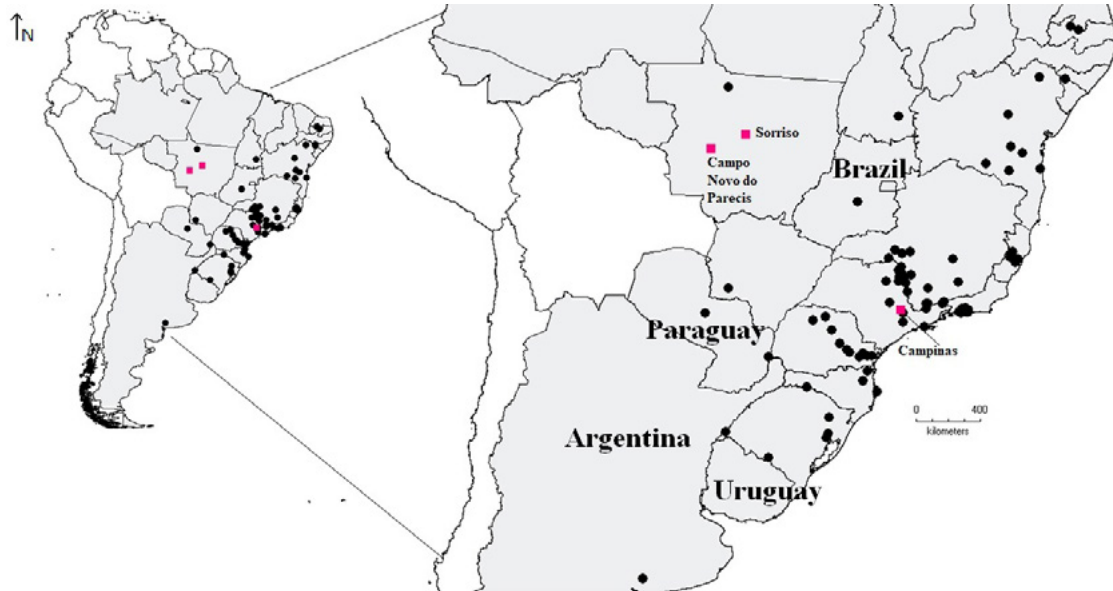 N
Sorriso
Campo
Novo do
Parecis
Brazil
Paraguay
Campinas
0 400
kilometers
Argentina
Uruguay